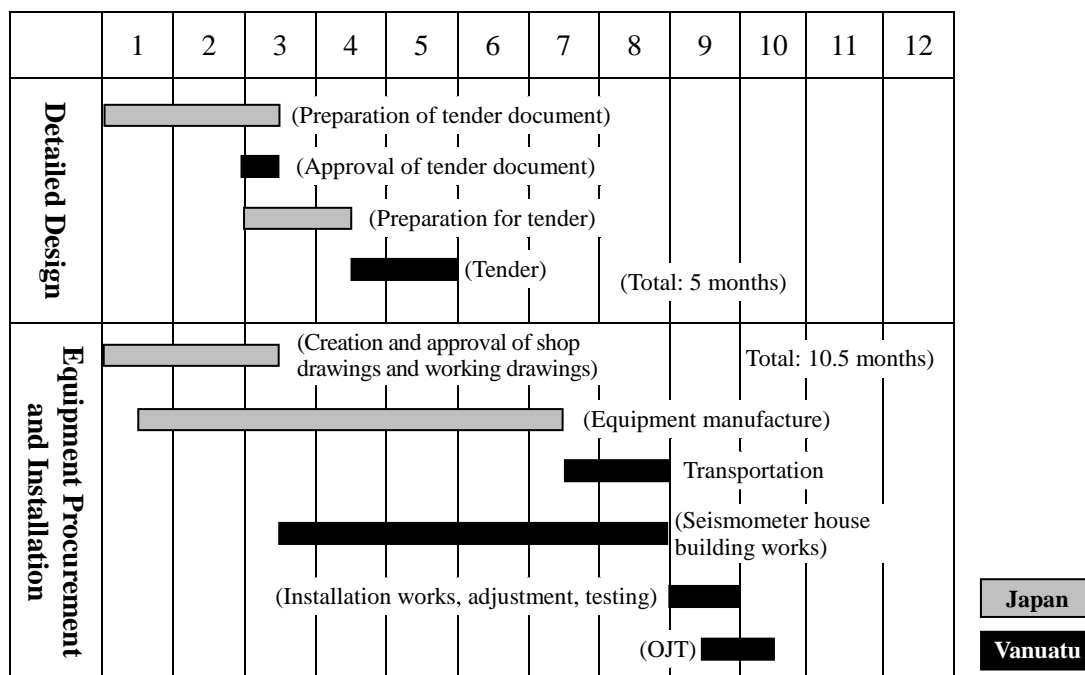 1 2 3 4 5 6 7 8 9 10 11 12
Detailed Design
(Preparation of tender document)
(Approval of tender document)
(Preparation for tender)
(Tender)
(Total: 5 months)
Equipment Procurement
and Installation
(Creation and approval of shop
drawings and working drawings)
Total: 10.5 months)
(Equipment manufacture)
Transportation
(Seismometer house
building works)
(Installation works, adjustment, testing)
(OJT)
Japan
Vanuatu